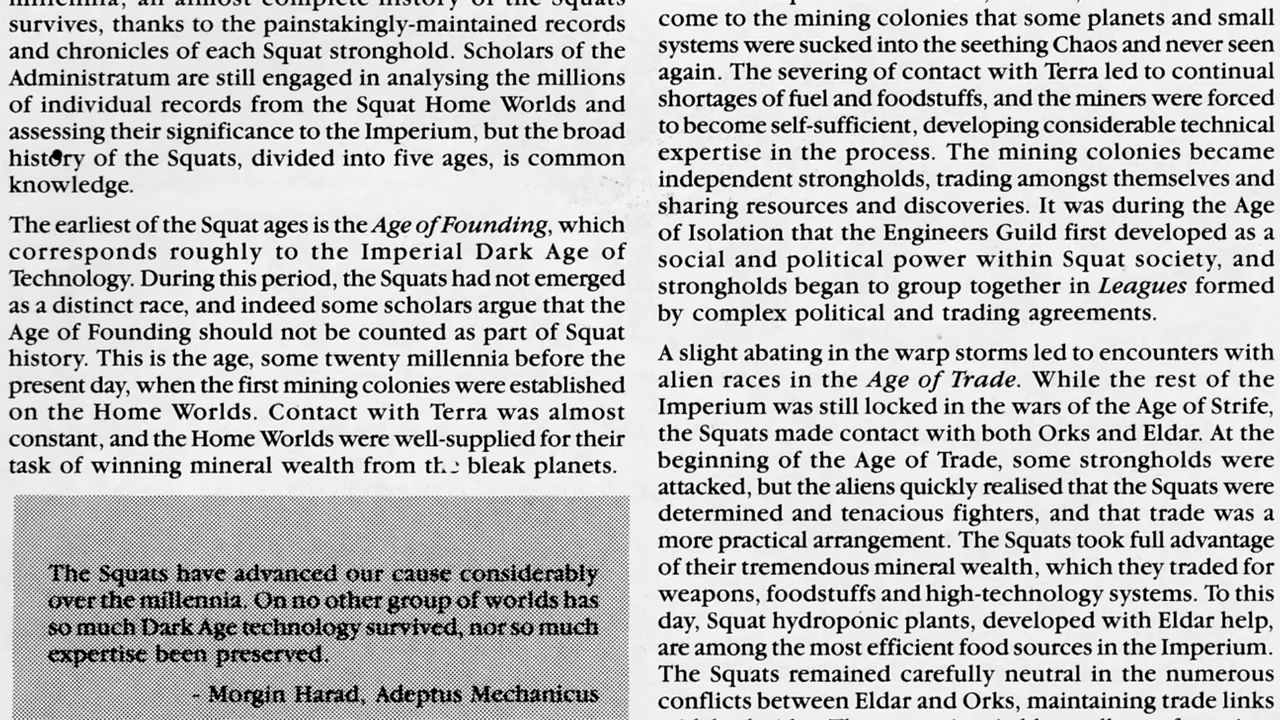 millennia, an almost complete history of the Squats
survives, thanks to the painstakingly-maintained records
and chronicles of each Squat stronghold. Scholars of the
Administratum are still engaged in analysing the millions
of individual records from the Squat Home Worlds and
assessing their significance to the Imperium, but the broad
history of the Squats, divided into five ages, is common
knowledge.
The earliest of the Squat ages is the Age of Founding, which
corresponds roughly to the Imperial Dark Age of
Technology. During this period, the Squats had not emerged
as a distinct race, and indeed some scholars argue that the
Age of Founding should not be counted as part of Squat
history. This is the age, some twenty millennia before the
present day, when the first mining colonies were established
on the Home Worlds. Contact with Terra was almost
constant, and the Home Worlds were well-supplied for their
task of winning mineral wealth from the bleak planets.
The Squats have advanced our cause considerably
over the millennia. On no other group of worlds has
so much Dark Age technology survived, nor so much
expertise been preserved.
- Morgin Harad, Adeptus Mechanicus
come to the mining colonies that some planets and small
systems were sucked into the seething Chaos and never seen
again. The severing of contact with Terra led to continual
shortages of fuel and foodstuffs, and the miners were forced
to become self-sufficient, developing considerable technical
expertise in the process. The mining colonies became
independent strongholds, trading amongst themselves and
sharing resources and discoveries. It was during the Age
of Isolation that the Engineers Guild first developed as a
social and political power within Squat society, and
strongholds began to group together in Leagues formed
by complex political and trading agreements.
A slight abating in the warp storms led to encounters with
alien races in the Age of Trade. While the rest of the
Imperium was still locked in the wars of the Age of Strife,
the Squats made contact with both Orks and Eldar. At the
beginning of the Age of Trade, some strongholds were
attacked, but the aliens quickly realised that the Squats were
determined and tenacious fighters, and that trade was a
more practical arrangement. The Squats took full advantage
of their tremendous mineral wealth, which they traded for
weapons, foodstuffs and high-technology systems. To this
day, Squat hydroponic plants, developed with Eldar help,
are among the most efficient food sources in the Imperium.
The Squats remained carefully neutral in the numerous
conflicts between Eldar and Orks, maintaining trade links